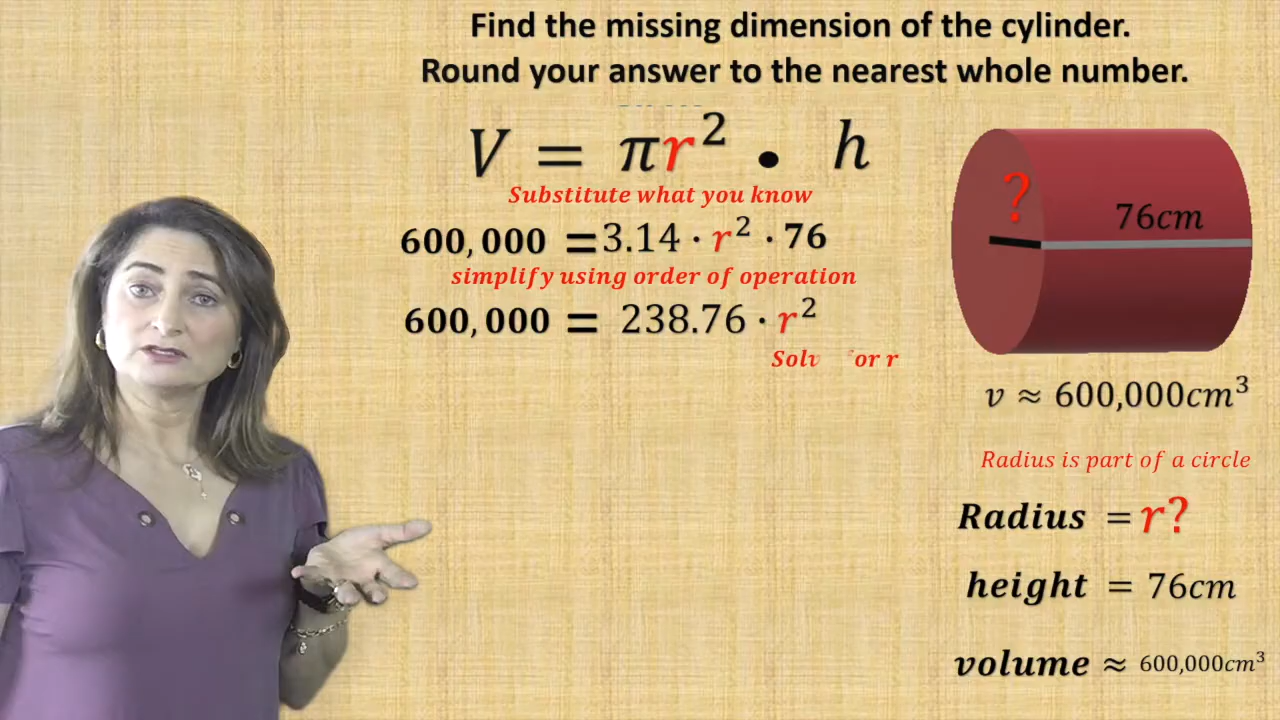 Find the missing dimension of the cylinder.
Round your answer to the nearest whole number.
V = πr² • h
Substitute what you know
600,000 = 3.14 · r² · 76
simplify using order of operation
600,000 = 238.76 · r²
or r
?
76cm
v ≈ 600,000cm³
Radius is part of a circle
Radius = r?
height = 76cm
volume ≈ 600,000cm³